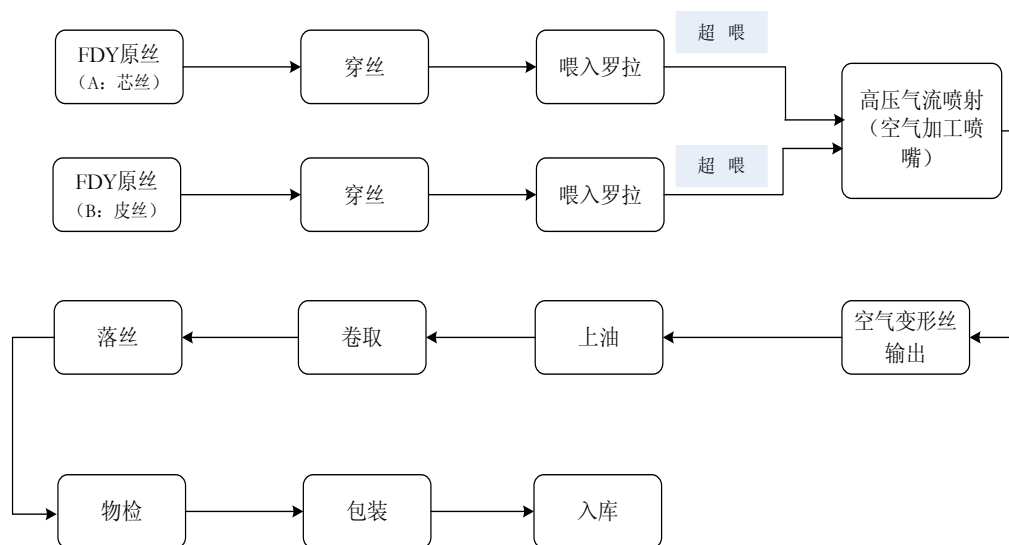 FDY原丝
（A：芯丝）
穿丝
喂入罗拉
超 喂
高压气流喷射
（空气加工喷
嘴）
FDY原丝
（B：皮丝）
穿丝
喂入罗拉
超 喂
落丝
卷取
上油
空气变形丝
输出
物检
包装
入库